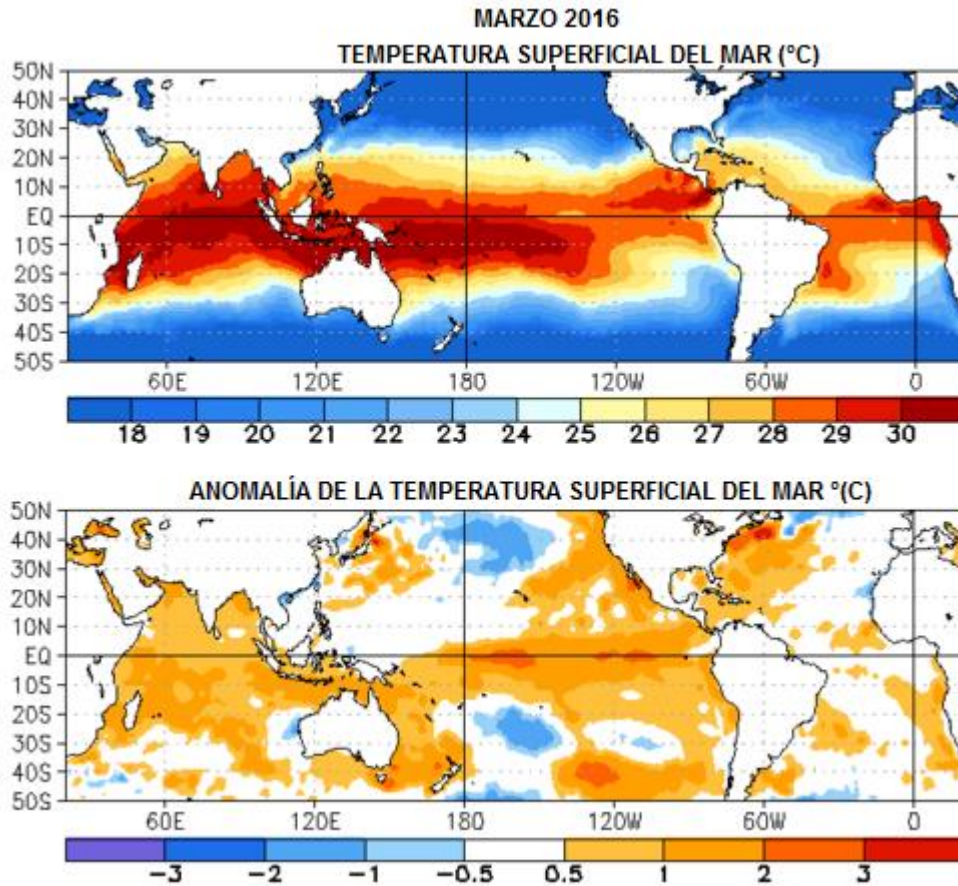 MARZO 2016
TEMPERATURA SUPERFICIAL DEL MAR (°C)
50N
40N
30N
20N
10N
EQ
10S
20S
30S
40S
50S
60E 120E 180 120W 60W 0
18 19 20 21 22 23 24 25 26 27 28 29 30
ANOMALÍA DE LA TEMPERATURA SUPERFICIAL DEL MAR °(C)
50N
40N
30N
20N
10N
EQ
10S
20S
30S
40S
50S
60E 120E 180 120W 60W 0
-3 -2 -1 -0.5 0.5 1 2 3